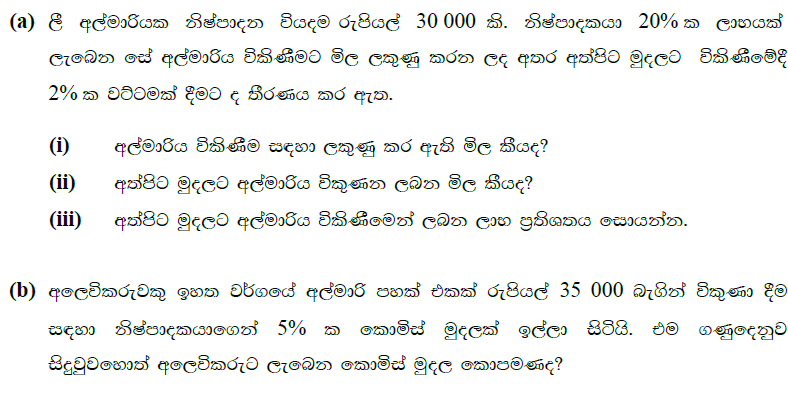 (a) ලී අල්මාරියක නිෂ්පාදන වියදම රුපියල් 30 000 කි. නිෂ්පාදකයා 20% ක ලාභයක්
ලැබෙන සේ අල්මාරිය විකිණීමට මිල ලකුණු කරන ලද අතර අත්පිට මුදලට විකිණීමේදී
2% ක වට්ටමක් දීමට ද තීරණය කර ඇත.
(i) අල්මාරිය විකිණීම සඳහා ලකුණු කර ඇති මිල කීයද?
(ii) අත්පිට මුදලට අල්මාරිය විකුණන ලබන මිල කීයද?
(iii) අත්පිට මුදලට අල්මාරිය විකිණීමෙන් ලබන ලාභ ප්‍රතිශතය සොයන්න.
(b) අලෙවිකරුවකු ඉහත වර්ගයේ අල්මාරි පහක් එකක් රුපියල් 35 000 බැගින් විකුණා දීම
සඳහා නිෂ්පාදකයාගෙන් 5% ක කොමිස් මුදලක් ඉල්ලා සිටියි. එම ගණුදෙනුව
සිදුවුවහොත් අලෙවිකරුට ලැබෙන කොමිස් මුදල කොපමණද?